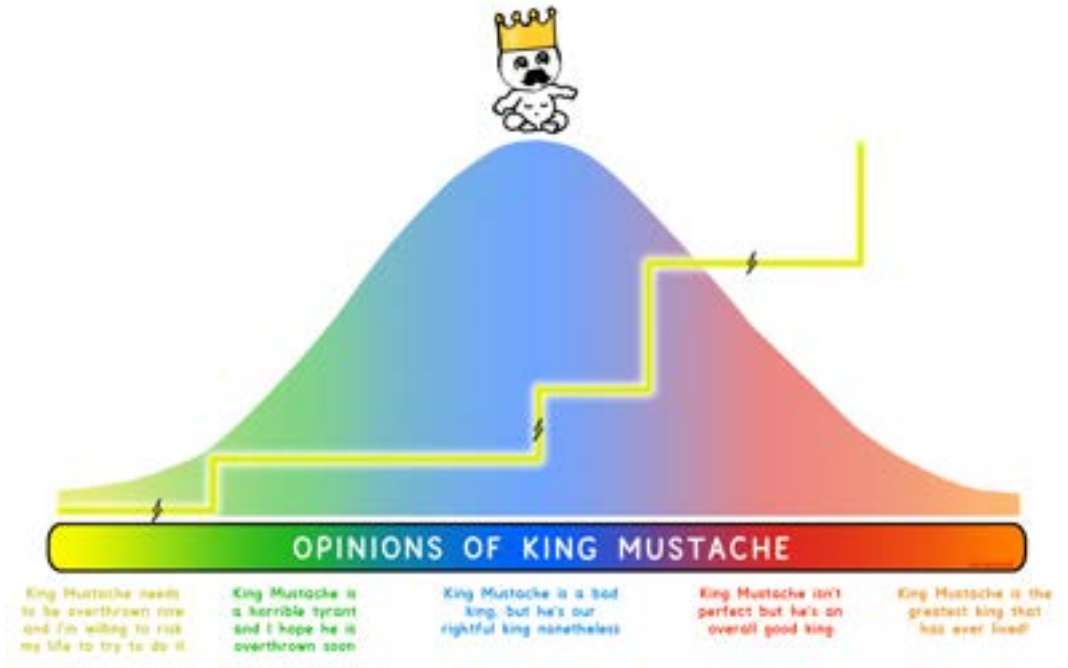 OPINIONS OF KING MUSTACHE
King Mustache needs
to be overthrown now
and I'm willing to risk
my life to try to do it
King Mustache is
a horrible tyrant
and I hope he is
overthrown soon
King Mustache is a bad
king, but he's our
rightful king nonetheless
King Mustache isn't
perfect but he's an
overall good king
King Mustache is the
greatest king that
has ever lived!